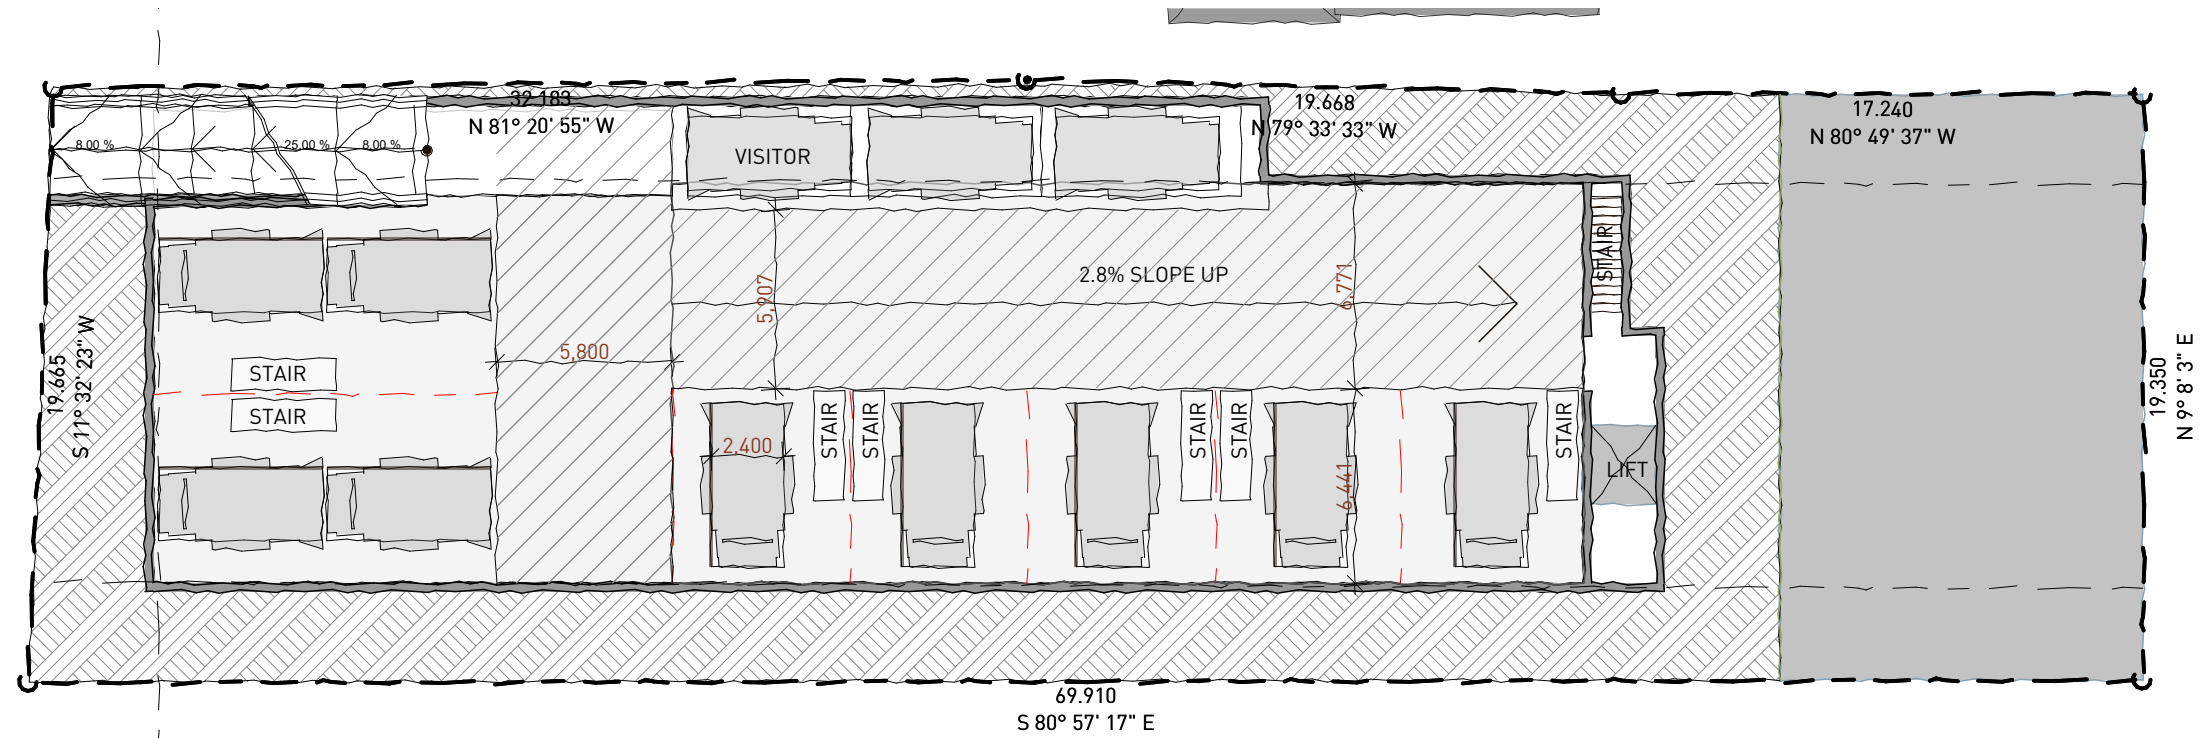 32.183
N 81° 20' 55" W
19.668
N 79° 33' 33" W
17.240
N 80° 49' 37" W
8.00 %
25.00 %
8.00 %
VISITOR
STAIR
2.8% SLOPE UP
5,907
6,771
5,800
19.665
S 11° 32' 23" W
STAIR
STAIR
19.350
N 9° 8' 3" E
STAIR
STAIR
STAIR
STAIR
STAIR
2,400
6,441
LIFT
69.910
S 80° 57' 17" E